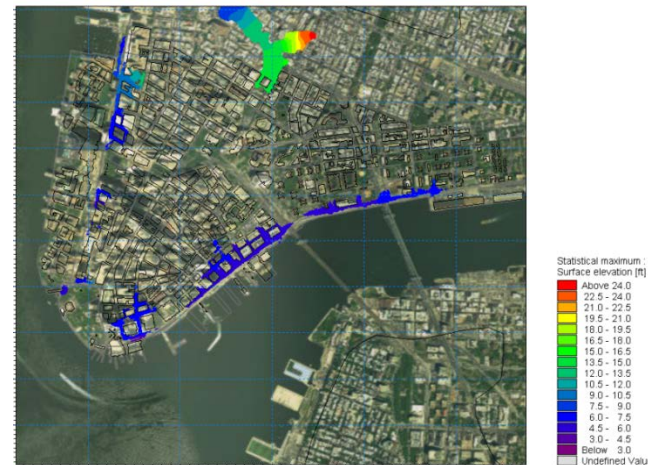 Statistical maximum :
Surface elevation [ft]
Above 24.0
22.5 - 24.0
21.0 - 22.5
19.5 - 21.0
18.0 - 19.5
16.5 - 18.0
15.0 - 16.5
13.5 - 15.0
12.0 - 13.5
10.5 - 12.0
9.0 - 10.5
7.5 - 9.0
6.0 - 7.5
4.5 - 6.0
3.0 - 4.5
Below 3.0
Undefined Valu